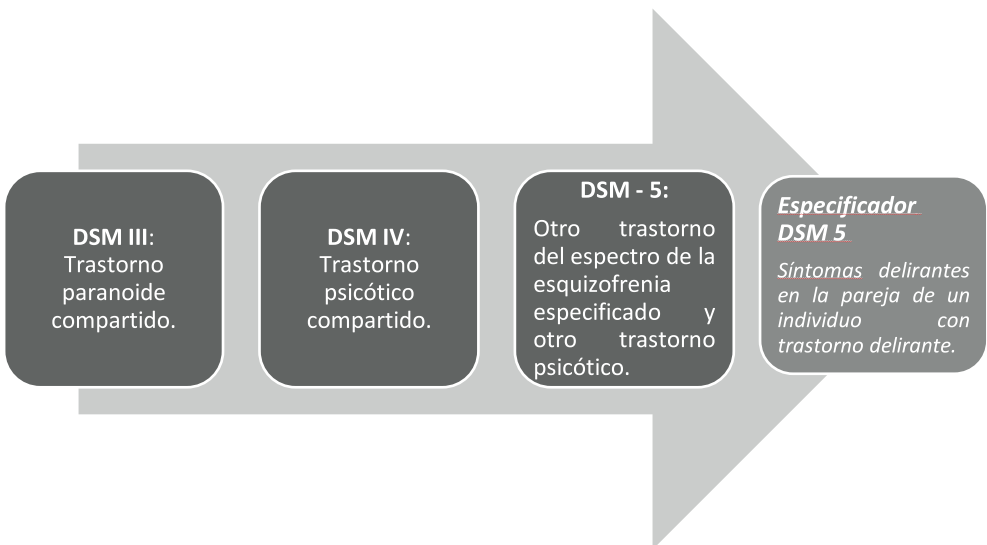 DSM III:
Trastorno
paranoide
compartido.
DSM IV:
Trastorno
psicótico
compartido.
DSM - 5:
Otro trastorno
del espectro de la
esquizofrenia
especificado y
otro trastorno
psicótico.
Especificador
DSM 5
Síntomas delirantes
en la pareja de un
individuo con
trastorno delirante.